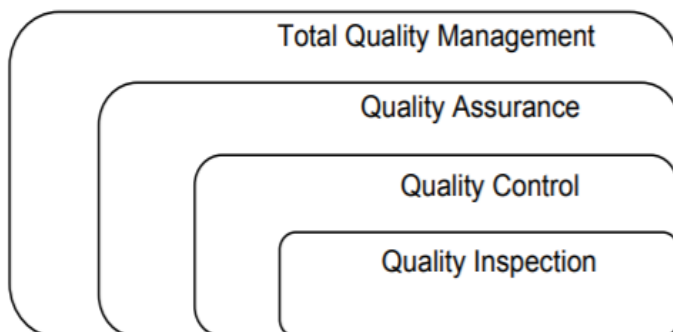 Total Quality Management
Quality Assurance
Quality Control
Quality Inspection